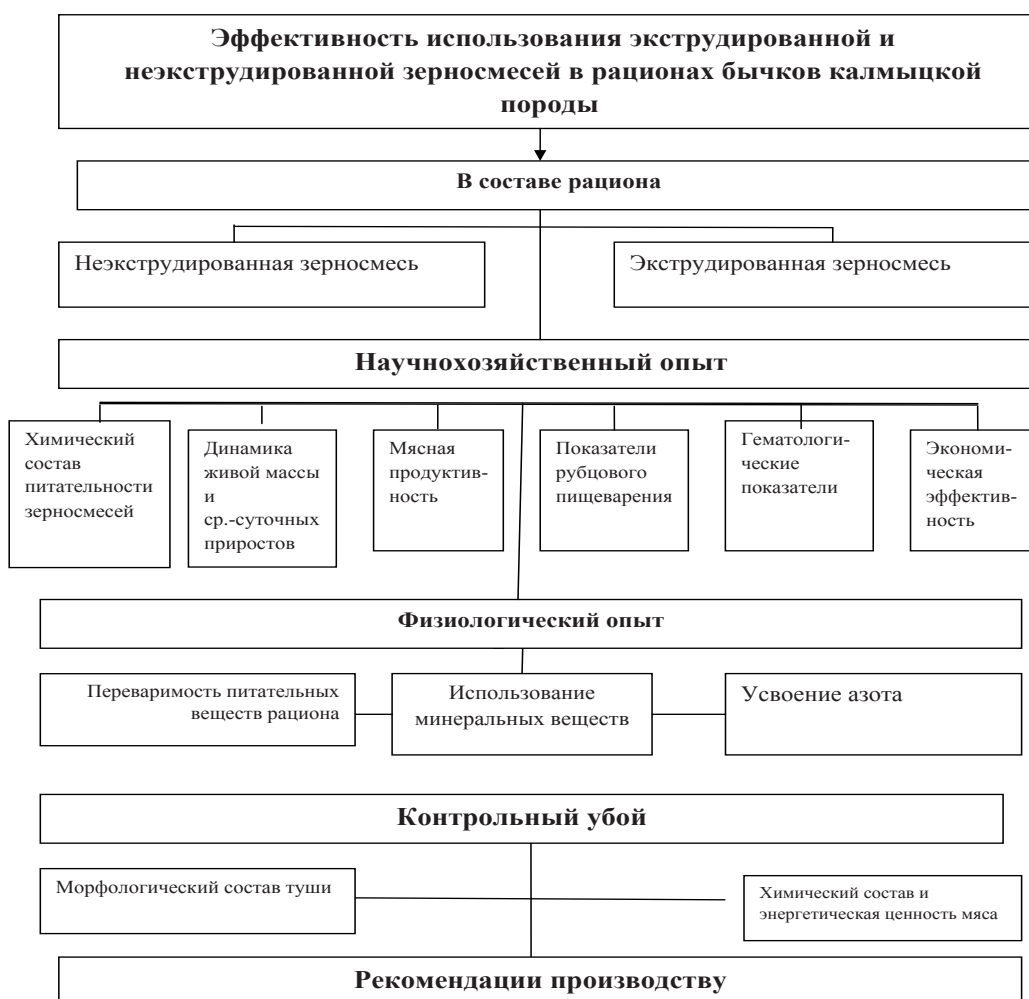 Эффективность использования экструдированной и
неэкструдированной зерносмесей в рационах бычков калмыцкой
породы
В составе рациона
Неэкструдированная зерносмесь
Экструдированная зерносмесь
Научнохозяйственный опыт
Химический
состав
питательности
зерносмесей
Динамика
живой массы
и
ср.-суточных
приростов
Мясная
продуктив-
ность
Показатели
рубцового
пищеварения
Гематологи-
ческие
показатели
Экономи-
ческая
эффектив-
ность
Физиологический опыт
Переваримость питательных
веществ рациона
Использование
минеральных веществ
Усвоение азота
Контрольный убой
Морфологический состав туши
Химический состав и
энергетическая ценность мяса
Рекомендации производству